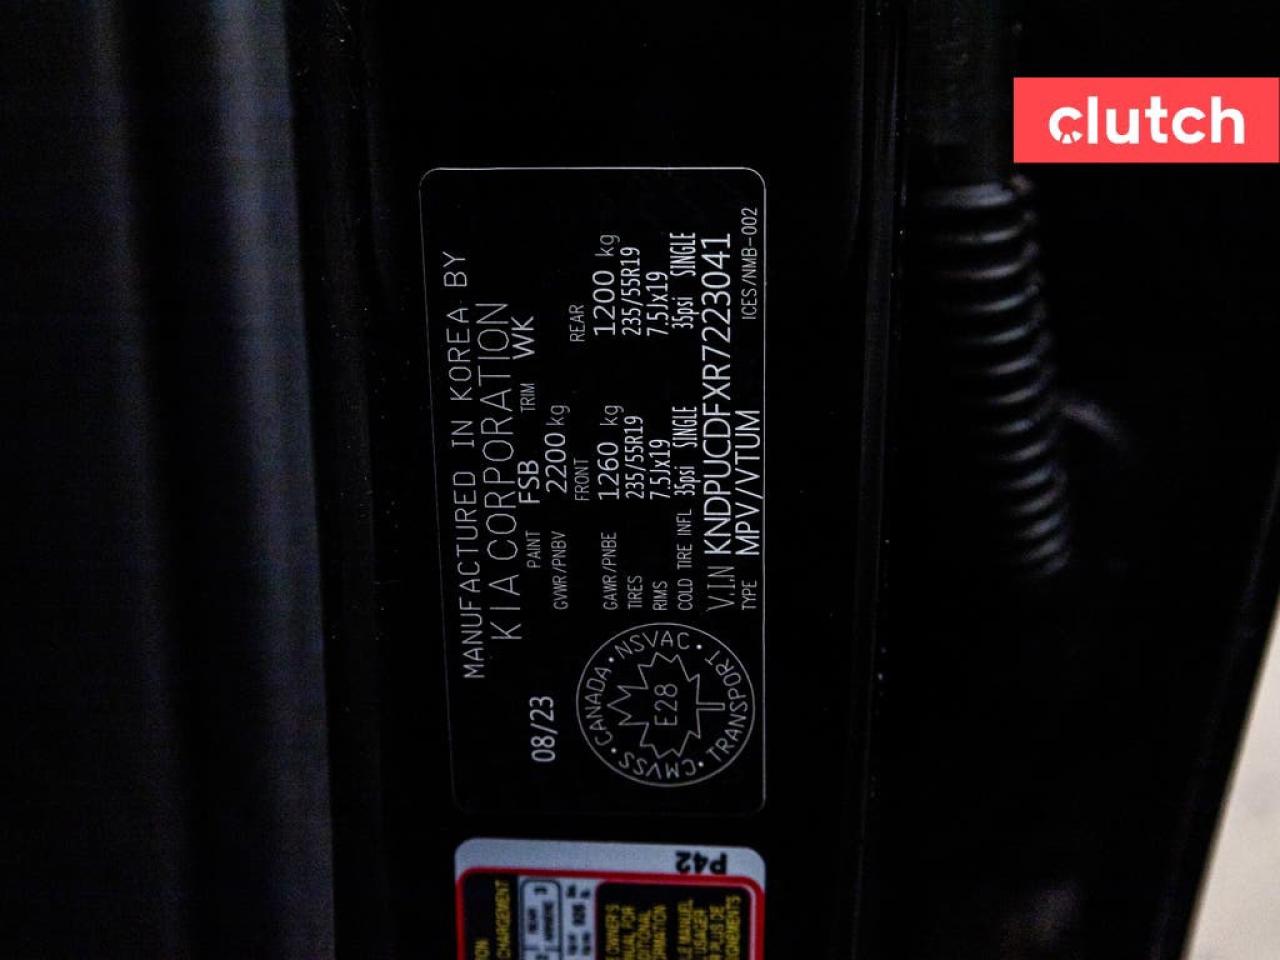 clutch
MANUFACTURED IN KOREA BY
KIA CORPORATION
08/23 PAINT FSB TRIM WK
GVWR/PNBV 2200 kg
FRONT REAR
GAWR/PNBE 1260 kg 1200 kg
TIRES 235/55R19 235/55R19
RIMS 7.5Jx19 7.5Jx19
COLD TIRE INFL 35psi SINGLE 35psi SINGLE
V.I.N KNDPUCDFXR7223041
TYPE MPV/VTUM ICES/NMB-002
CANADA · NSVAC · TRANSPORT · CMVSS ·
E28
P42
CHARGEMENT
REAR